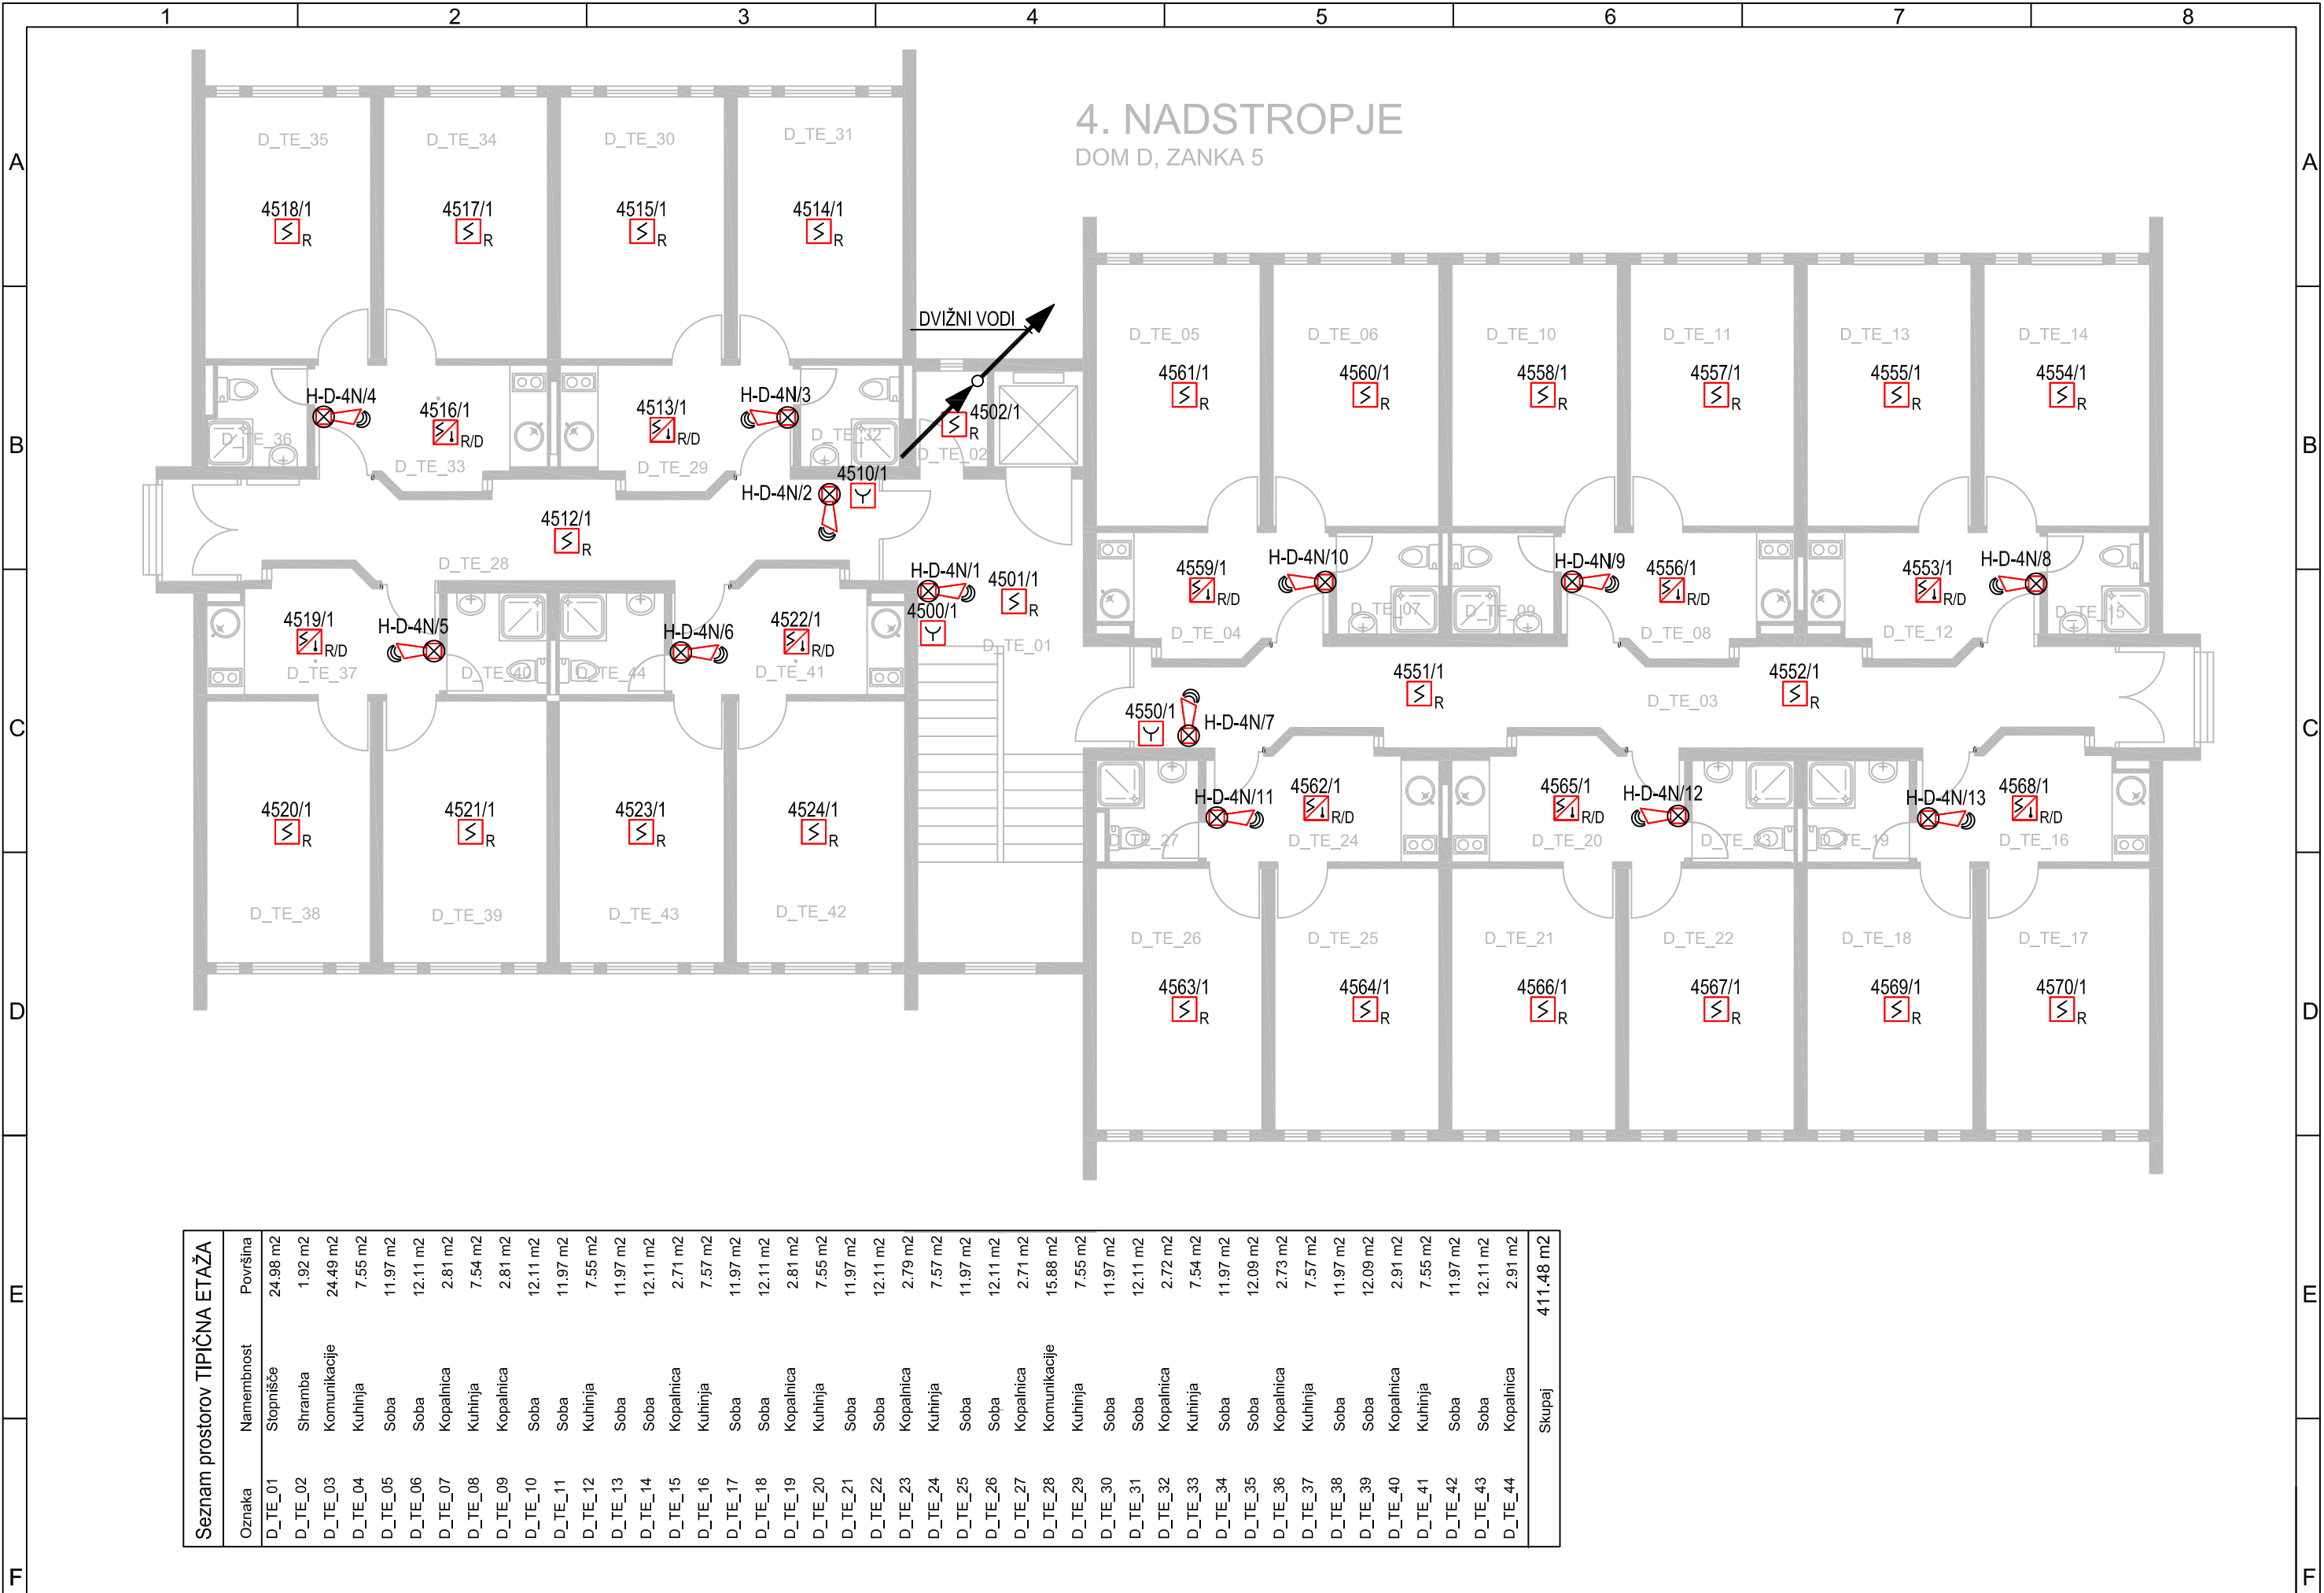 1 2 3 4 5 6 7 8
4. NADSTROPJE
DOM D, ZANKA 5
A A
B B
C C
D D
E E
F F
D_TE_35 D_TE_34 D_TE_30 D_TE_31
4518/1 4517/1 4515/1 4514/1
R R R R
DVIŽNI VODI
D_TE_05 D_TE_06 D_TE_10 D_TE_11 D_TE_13 D_TE_14
4561/1 4560/1 4558/1 4557/1 4555/1 4554/1
R R R R R R
H-D-4N/4 4516/1 4513/1 H-D-4N/3 4502/1
R/D R/D R
D_TE_36 D_TE_33 D_TE_29 D_TE_32 D_TE_02
H-D-4N/2 4510/1
4512/1
R
D_TE_28
H-D-4N/1 4501/1
R
4500/1
D_TE_01
4559/1 H-D-4N/10 H-D-4N/9 4556/1 4553/1 H-D-4N/8
R/D R/D R/D
D_TE_04 D_TE_07 D_TE_09 D_TE_08 D_TE_12 D_TE_15
4519/1 H-D-4N/5 H-D-4N/6 4522/1
R/D R/D
D_TE_37 D_TE_40 D_TE_44 D_TE_41
4551/1 4552/1
R R
D_TE_03
4550/1 H-D-4N/7
4520/1 4521/1 4523/1 4524/1
R R R R
D_TE_38 D_TE_39 D_TE_43 D_TE_42
H-D-4N/11 4562/1 4565/1 H-D-4N/12 H-D-4N/13 4568/1
R/D R/D R/D
D_TE_27 D_TE_24 D_TE_20 D_TE_23 D_TE_19 D_TE_16
D_TE_26 D_TE_25 D_TE_21 D_TE_22 D_TE_18 D_TE_17
4563/1 4564/1 4566/1 4567/1 4569/1 4570/1
R R R R R R
Seznam prostorov TIPIČNA ETAŽA
Oznaka Namembnost Površina
D_TE_01 Stopnišče 24.98 m2
D_TE_02 Shramba 1.92 m2
D_TE_03 Komunikacije 24.49 m2
D_TE_04 Kuhinja 7.55 m2
D_TE_05 Soba 11.97 m2
D_TE_06 Soba 12.11 m2
D_TE_07 Kopalnica 2.81 m2
D_TE_08 Kuhinja 7.54 m2
D_TE_09 Kopalnica 2.81 m2
D_TE_10 Soba 12.11 m2
D_TE_11 Soba 11.97 m2
D_TE_12 Kuhinja 7.55 m2
D_TE_13 Soba 11.97 m2
D_TE_14 Soba 12.11 m2
D_TE_15 Kopalnica 2.71 m2
D_TE_16 Kuhinja 7.57 m2
D_TE_17 Soba 11.97 m2
D_TE_18 Soba 12.11 m2
D_TE_19 Kopalnica 2.81 m2
D_TE_20 Kuhinja 7.55 m2
D_TE_21 Soba 11.97 m2
D_TE_22 Soba 12.11 m2
D_TE_23 Kopalnica 2.79 m2
D_TE_24 Kuhinja 7.57 m2
D_TE_25 Soba 11.97 m2
D_TE_26 Soba 12.11 m2
D_TE_27 Kopalnica 2.71 m2
D_TE_28 Komunikacije 15.88 m2
D_TE_29 Kuhinja 7.55 m2
D_TE_30 Soba 11.97 m2
D_TE_31 Soba 12.11 m2
D_TE_32 Kopalnica 2.72 m2
D_TE_33 Kuhinja 7.54 m2
D_TE_34 Soba 11.97 m2
D_TE_35 Soba 12.09 m2
D_TE_36 Kopalnica 2.73 m2
D_TE_37 Kuhinja 7.57 m2
D_TE_38 Soba 11.97 m2
D_TE_39 Soba 12.09 m2
D_TE_40 Kopalnica 2.91 m2
D_TE_41 Kuhinja 7.55 m2
D_TE_42 Soba 11.97 m2
D_TE_43 Soba 12.11 m2
D_TE_44 Kopalnica 2.91 m2
Skupaj 411.48 m2